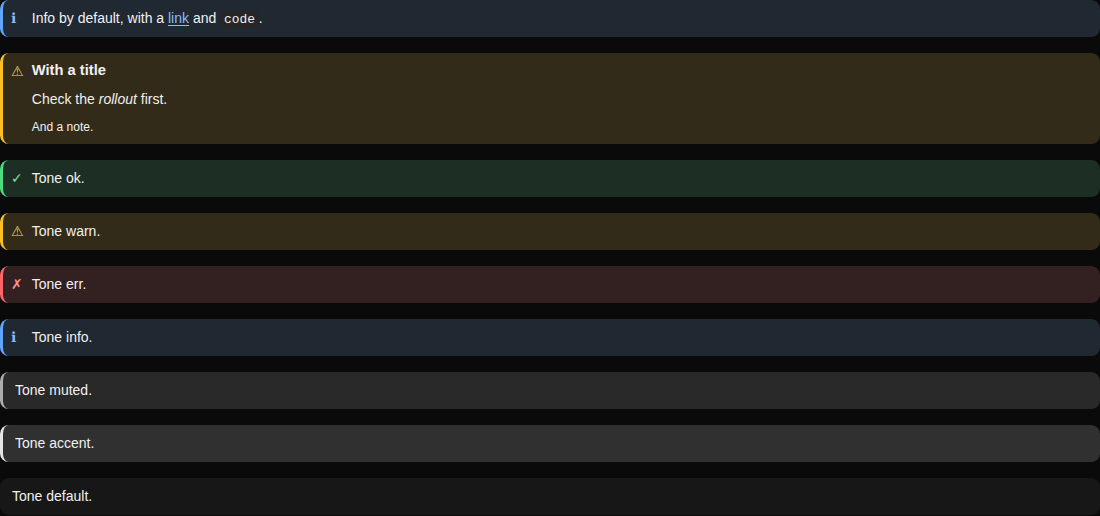 ℹ Info by default, with a link and code.
⚠ With a title
Check the rollout first.
And a note.
✓ Tone ok.
⚠ Tone warn.
✗ Tone err.
ℹ Tone info.
Tone muted.
Tone accent.
Tone default.